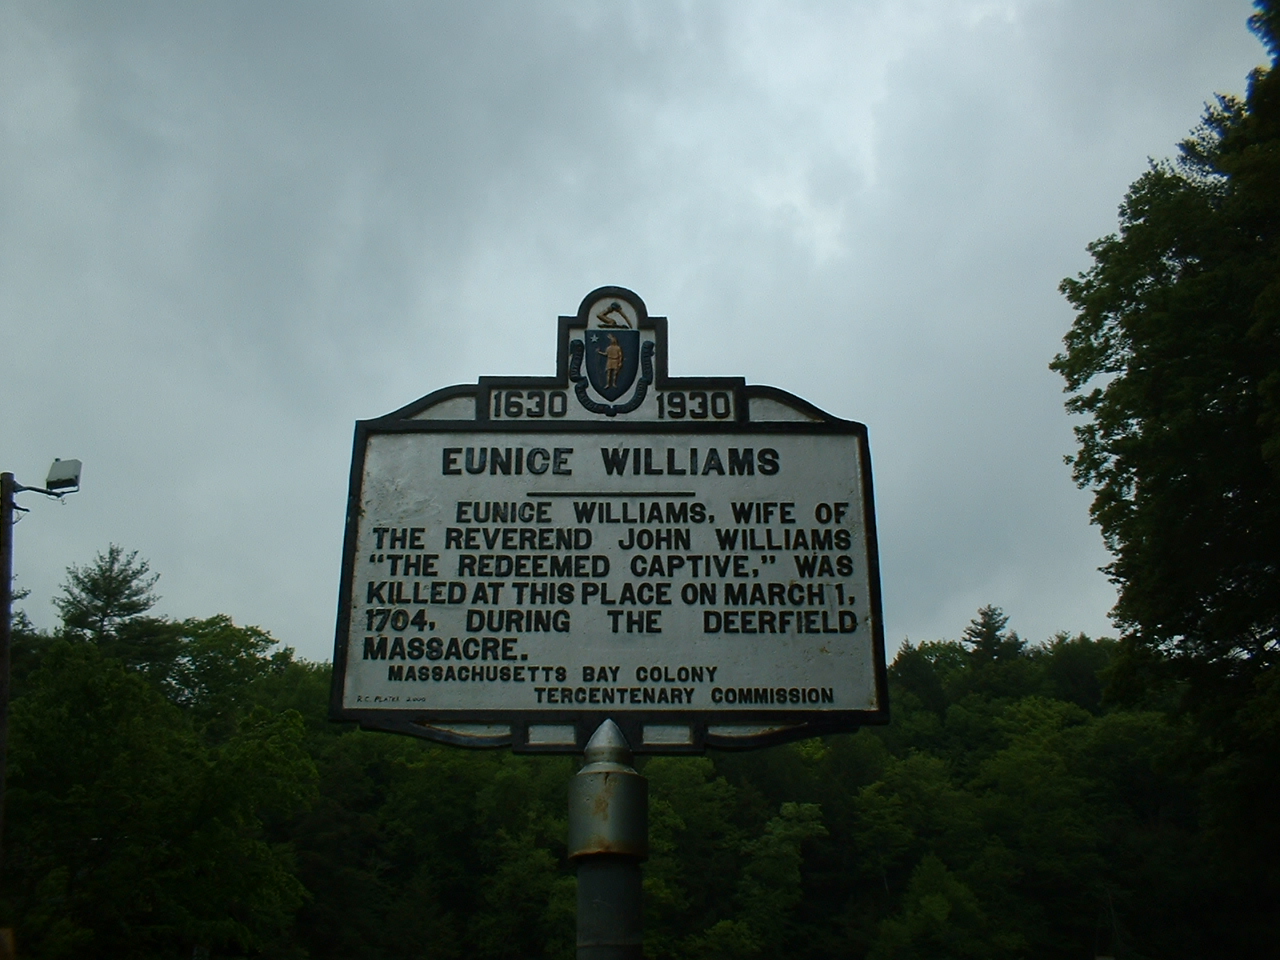 1630 1930
EUNICE WILLIAMS
EUNICE WILLIAMS, WIFE OF
THE REVEREND JOHN WILLIAMS
“THE REDEEMED CAPTIVE,” WAS
KILLED AT THIS PLACE ON MARCH 1,
1704, DURING THE DEERFIELD
MASSACRE.
MASSACHUSETTS BAY COLONY
TERCENTENARY COMMISSION